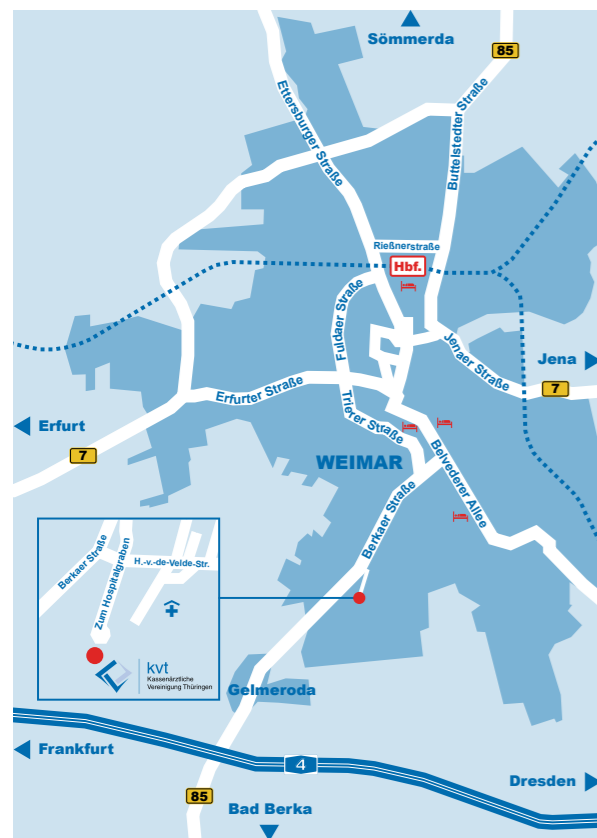 Sömmerda
85
Ettersburger Straße
Buttelstedter Straße
Rießnerstraße
Hbf.
Fuldaer Straße
Jenaer Straße
Jena
7
Erfurter Straße
Erfurt
7
Trierer Straße
WEIMAR
Belvederer Allee
Berkaer Straße
Berkaer Straße
Zum Hospitalgraben
H.-v.-de-Velde-Str.
kvt
Kassenärztliche
Vereinigung Thüringen
Gelmeroda
Frankfurt
4
Dresden
85
Bad Berka